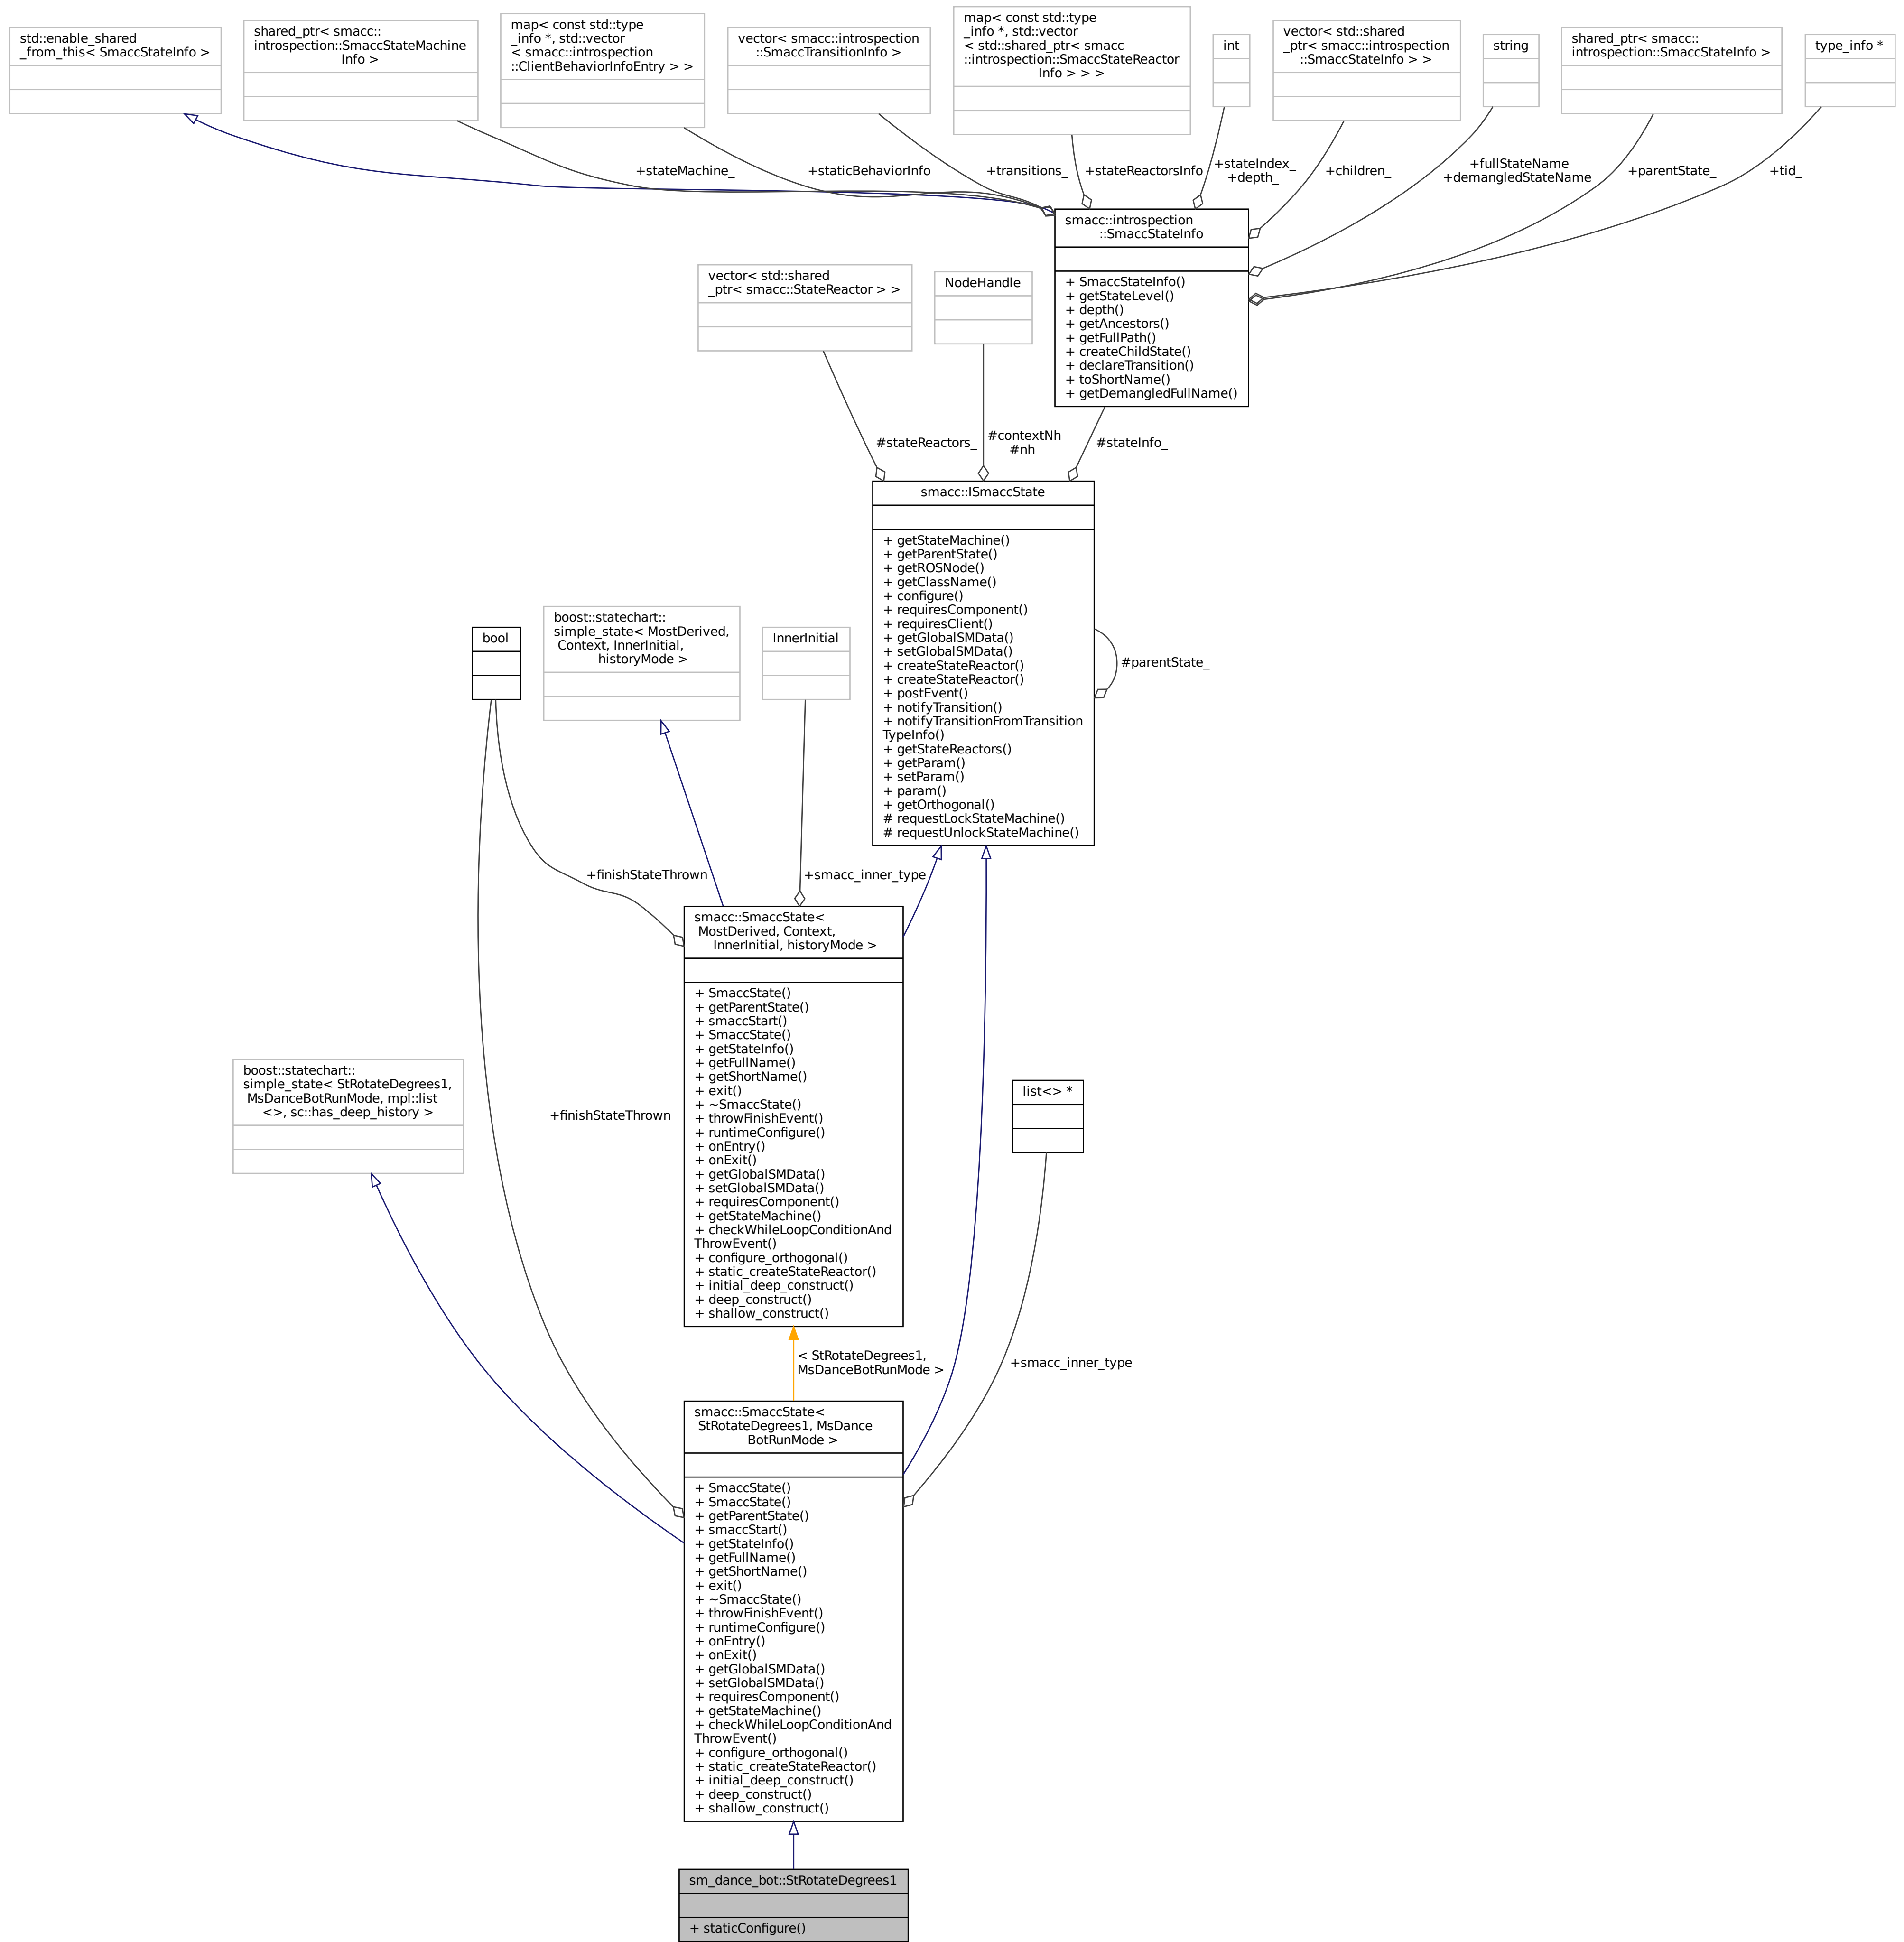 std::enable_shared
_from_this< SmaccStateInfo >
shared_ptr< smacc::
introspection::SmaccStateMachine
Info >
map< const std::type
_info *, std::vector
< smacc::introspection
::ClientBehaviorInfoEntry > >
vector< smacc::introspection
::SmaccTransitionInfo >
map< const std::type
_info *, std::vector
< std::shared_ptr< smacc
::introspection::SmaccStateReactor
Info > > >
int
vector< std::shared
_ptr< smacc::introspection
::SmaccStateInfo > >
string
shared_ptr< smacc::
introspection::SmaccStateInfo >
type_info *
+stateMachine_
+staticBehaviorInfo
+transitions_
+stateReactorsInfo
+stateIndex_
+depth_
+children_
+fullStateName
+demangledStateName
+parentState_
+tid_
smacc::introspection
::SmaccStateInfo
+ SmaccStateInfo()
+ getStateLevel()
+ depth()
+ getAncestors()
+ getFullPath()
+ createChildState()
+ declareTransition()
+ toShortName()
+ getDemangledFullName()
vector< std::shared
_ptr< smacc::StateReactor > >
NodeHandle
#stateReactors_
#contextNh
#nh
#stateInfo_
smacc::ISmaccState
+ getStateMachine()
+ getParentState()
+ getROSNode()
+ getClassName()
+ configure()
+ requiresComponent()
+ requiresClient()
+ getGlobalSMData()
+ setGlobalSMData()
+ createStateReactor()
+ createStateReactor()
+ postEvent()
+ notifyTransition()
+ notifyTransitionFromTransition
TypeInfo()
+ getStateReactors()
+ getParam()
+ setParam()
+ param()
+ getOrthogonal()
# requestLockStateMachine()
# requestUnlockStateMachine()
#parentState_
bool
boost::statechart::
simple_state< MostDerived,
Context, InnerInitial,
historyMode >
InnerInitial
+finishStateThrown
+smacc_inner_type
smacc::SmaccState<
MostDerived, Context,
InnerInitial, historyMode >
+ SmaccState()
+ getParentState()
+ smaccStart()
+ SmaccState()
+ getStateInfo()
+ getFullName()
+ getShortName()
+ exit()
+ ~SmaccState()
+ throwFinishEvent()
+ runtimeConfigure()
+ onEntry()
+ onExit()
+ getGlobalSMData()
+ setGlobalSMData()
+ requiresComponent()
+ getStateMachine()
+ checkWhileLoopConditionAnd
ThrowEvent()
+ configure_orthogonal()
+ static_createStateReactor()
+ initial_deep_construct()
+ deep_construct()
+ shallow_construct()
boost::statechart::
simple_state< StRotateDegrees1,
MsDanceBotRunMode, mpl::list
<>, sc::has_deep_history >
+finishStateThrown
list<> *
< StRotateDegrees1,
MsDanceBotRunMode >
+smacc_inner_type
smacc::SmaccState<
StRotateDegrees1, MsDance
BotRunMode >
+ SmaccState()
+ SmaccState()
+ getParentState()
+ smaccStart()
+ getStateInfo()
+ getFullName()
+ getShortName()
+ exit()
+ ~SmaccState()
+ throwFinishEvent()
+ runtimeConfigure()
+ onEntry()
+ onExit()
+ getGlobalSMData()
+ setGlobalSMData()
+ requiresComponent()
+ getStateMachine()
+ checkWhileLoopConditionAnd
ThrowEvent()
+ configure_orthogonal()
+ static_createStateReactor()
+ initial_deep_construct()
+ deep_construct()
+ shallow_construct()
sm_dance_bot::StRotateDegrees1
+ staticConfigure()